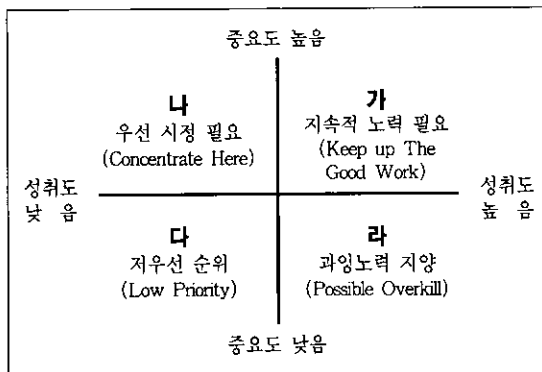 중요도 높음
나
우선 시정 필요
(Concentrate Here)
가
지속적 노력 필요
(Keep up The
Good Work)
성취도
낮 음
성취도
높 음
다
저우선 순위
(Low Priority)
라
과잉노력 지양
(Possible Overkill)
중요도 낮음